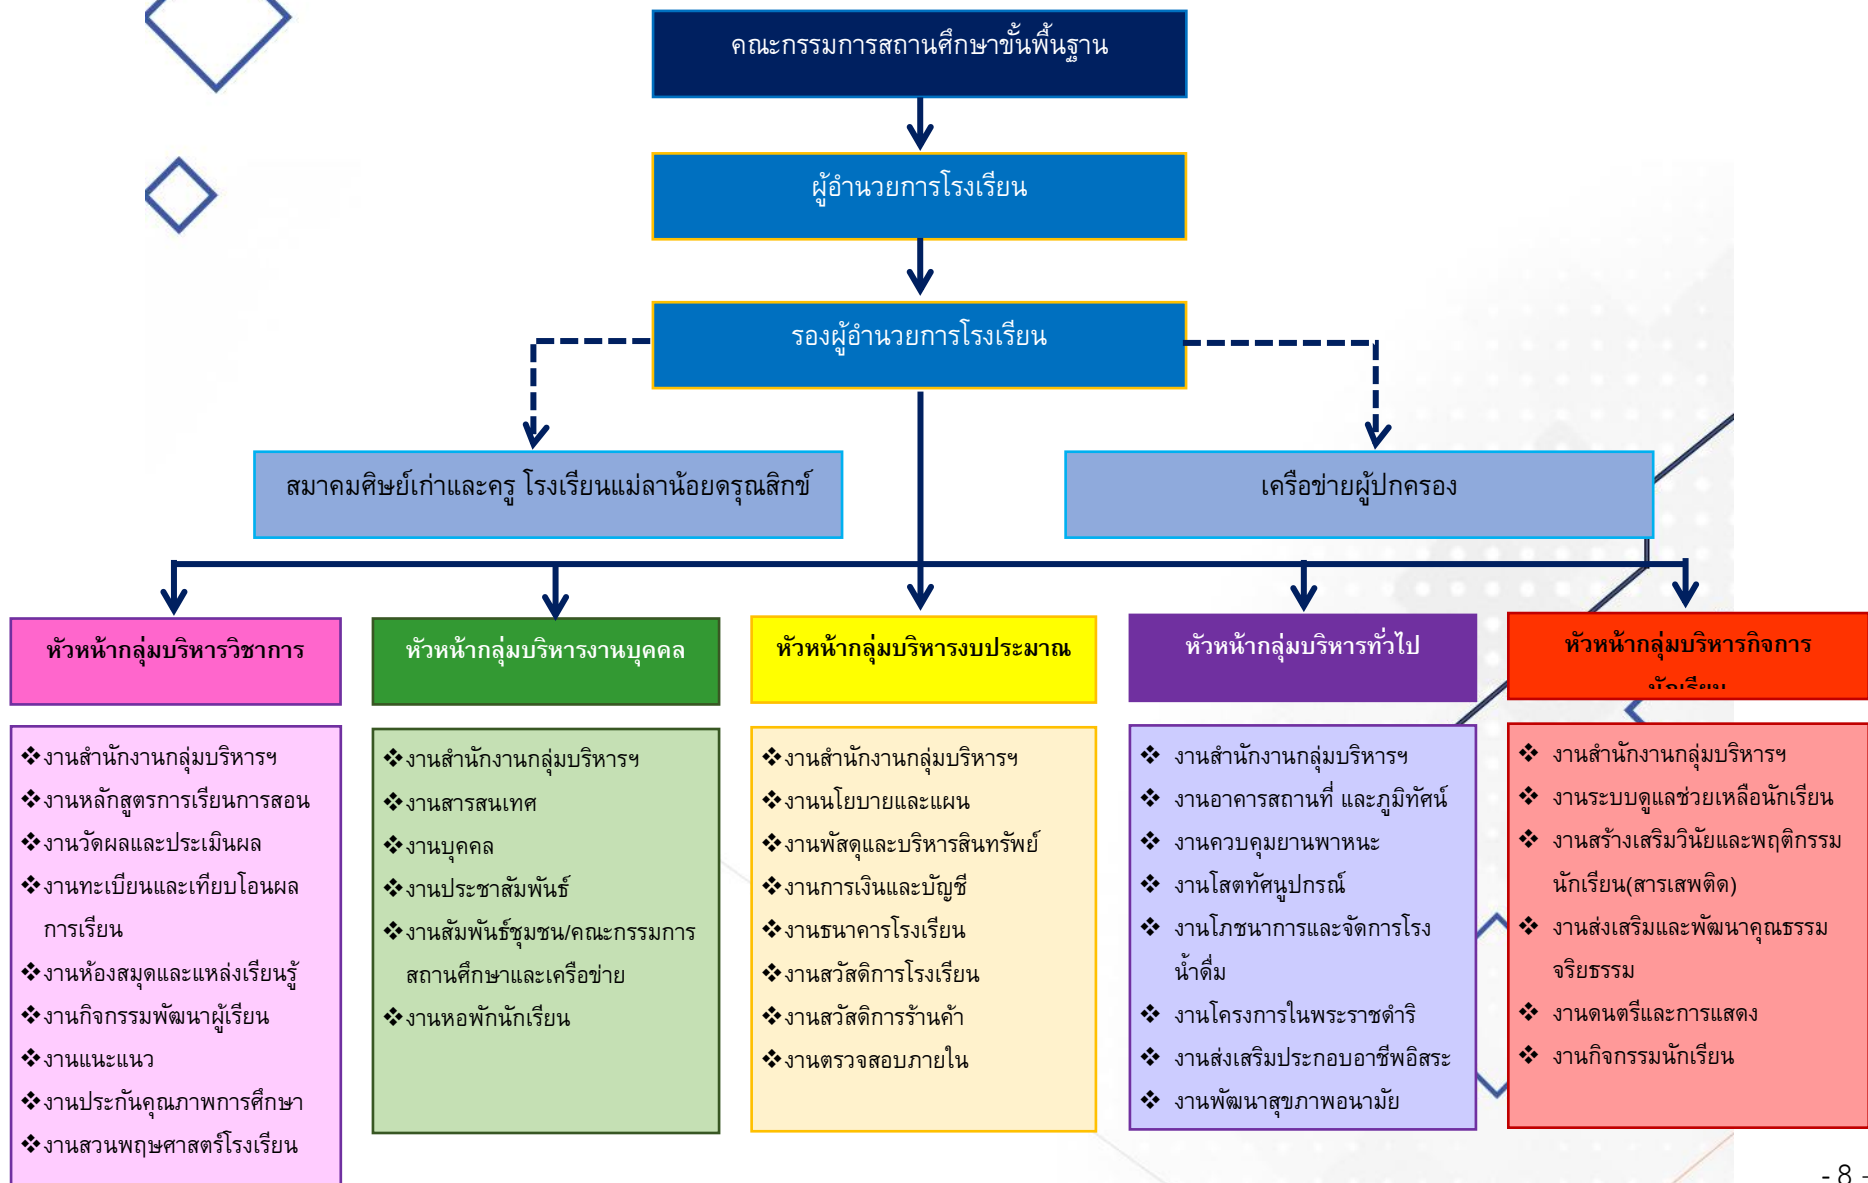 คณะกรรมการสถานศึกษาขั้นพื้นฐาน
ผู้อำนวยการโรงเรียน
รองผู้อำนวยการโรงเรียน
สมาคมศิษย์เก่าและครู โรงเรียนแม่ลาน้อยดรุณสิกข์
เครือข่ายผู้ปกครอง
หัวหน้ากลุ่มบริหารวิชาการ
❖งานสำนักงานกลุ่มบริหารฯ
❖งานหลักสูตรการเรียนการสอน
❖งานวัดผลและประเมินผล
❖งานทะเบียนและเทียบโอนผล
การเรียน
❖งานห้องสมุดและแหล่งเรียนรู้
❖งานกิจกรรมพัฒนาผู้เรียน
❖งานแนะแนว
❖งานประกันคุณภาพการศึกษา
❖งานสวนพฤษศาสตร์โรงเรียน
หัวหน้ากลุ่มบริหารงานบุคคล
❖งานสำนักงานกลุ่มบริหารฯ
❖งานสารสนเทศ
❖งานบุคคล
❖งานประชาสัมพันธ์
❖งานสัมพันธ์ชุมชน/คณะกรรมการ
สถานศึกษาและเครือข่าย
❖งานหอพักนักเรียน
หัวหน้ากลุ่มบริหารงบประมาณ
❖งานสำนักงานกลุ่มบริหารฯ
❖งานนโยบายและแผน
❖งานพัสดุและบริหารสินทรัพย์
❖งานการเงินและบัญชี
❖งานธนาคารโรงเรียน
❖งานสวัสดิการโรงเรียน
❖งานสวัสดิการร้านค้า
❖งานตรวจสอบภายใน
หัวหน้ากลุ่มบริหารทั่วไป
❖ งานสำนักงานกลุ่มบริหารฯ
❖ งานอาคารสถานที่ และภูมิทัศน์
❖ งานควบคุมยานพาหนะ
❖ งานโสตทัศนูปกรณ์
❖ งานโภชนาการและจัดการโรง
น้ำดื่ม
❖ งานโครงการในพระราชดำริ
❖ งานส่งเสริมประกอบอาชีพอิสระ
❖ งานพัฒนาสุขภาพอนามัย
หัวหน้ากลุ่มบริหารกิจการ
นักเรียน
❖ งานสำนักงานกลุ่มบริหารฯ
❖ งานระบบดูแลช่วยเหลือนักเรียน
❖ งานสร้างเสริมวินัยและพฤติกรรม
นักเรียน(สารเสพติด)
❖ งานส่งเสริมและพัฒนาคุณธรรม
จริยธรรม
❖ งานดนตรีและการแสดง
❖ งานกิจกรรมนักเรียน
- 8 -